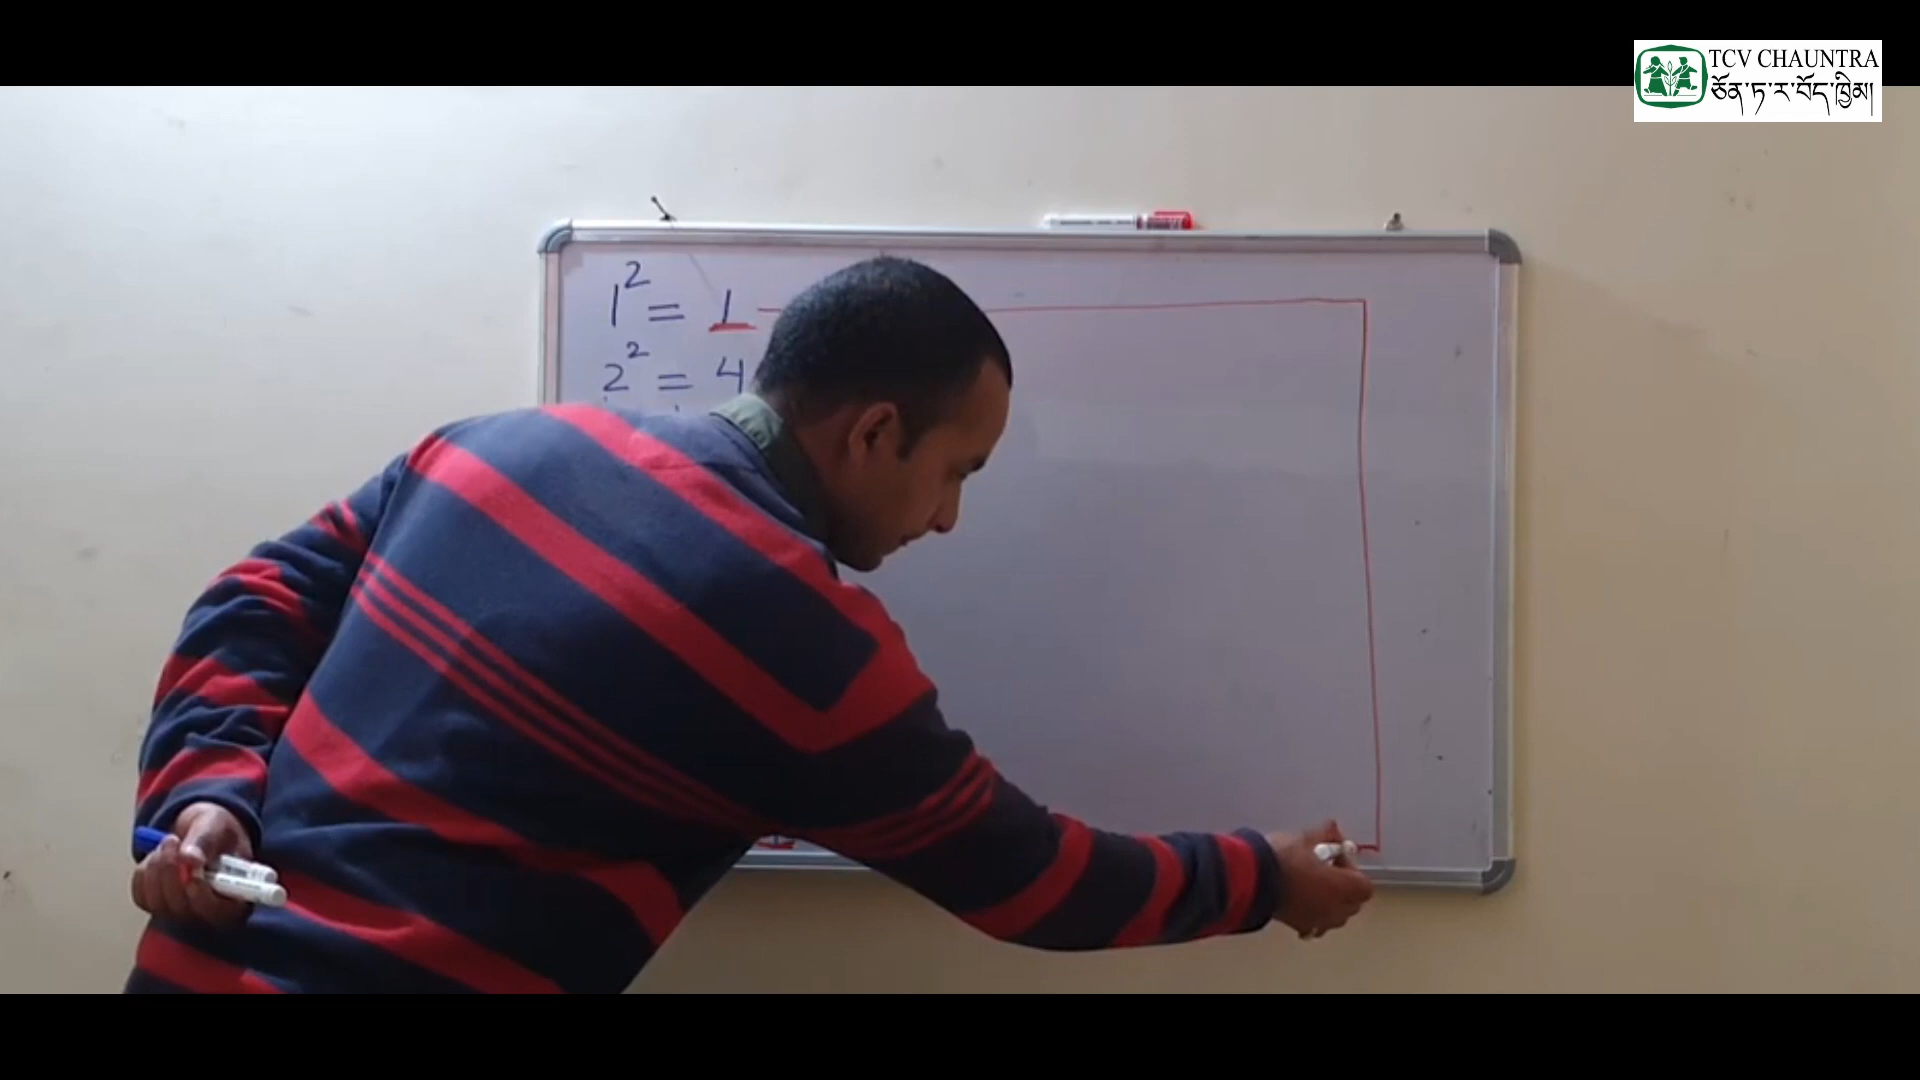 TCV CHAUNTRA
ཙོན་ཏ་ར་བོད་ཁྱིམ།
1² = 1
2² = 4